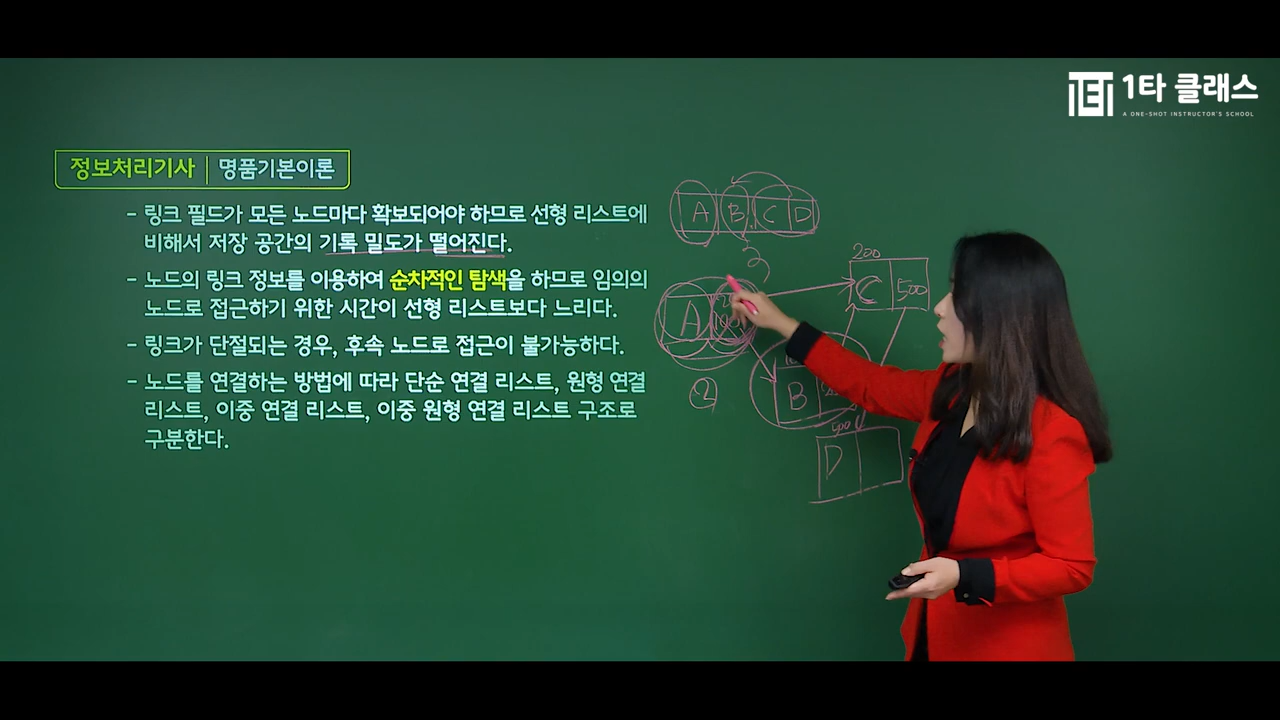 1타 클래스
A ONE-SHOT INSTRUCTOR'S SCHOOL
정보처리기사 | 명품기본이론
- 링크 필드가 모든 노드마다 확보되어야 하므로 선형 리스트에
비해서 저장 공간의 기록 밀도가 떨어진다.
- 노드의 링크 정보를 이용하여 순차적인 탐색을 하므로 임의의
노드로 접근하기 위한 시간이 선형 리스트보다 느리다.
- 링크가 단절되는 경우, 후속 노드로 접근이 불가능하다.
- 노드를 연결하는 방법에 따라 단순 연결 리스트, 원형 연결
리스트, 이중 연결 리스트, 이중 원형 연결 리스트 구조로
구분한다.
A B C D
2
200
C 500
A
B
2
500
D